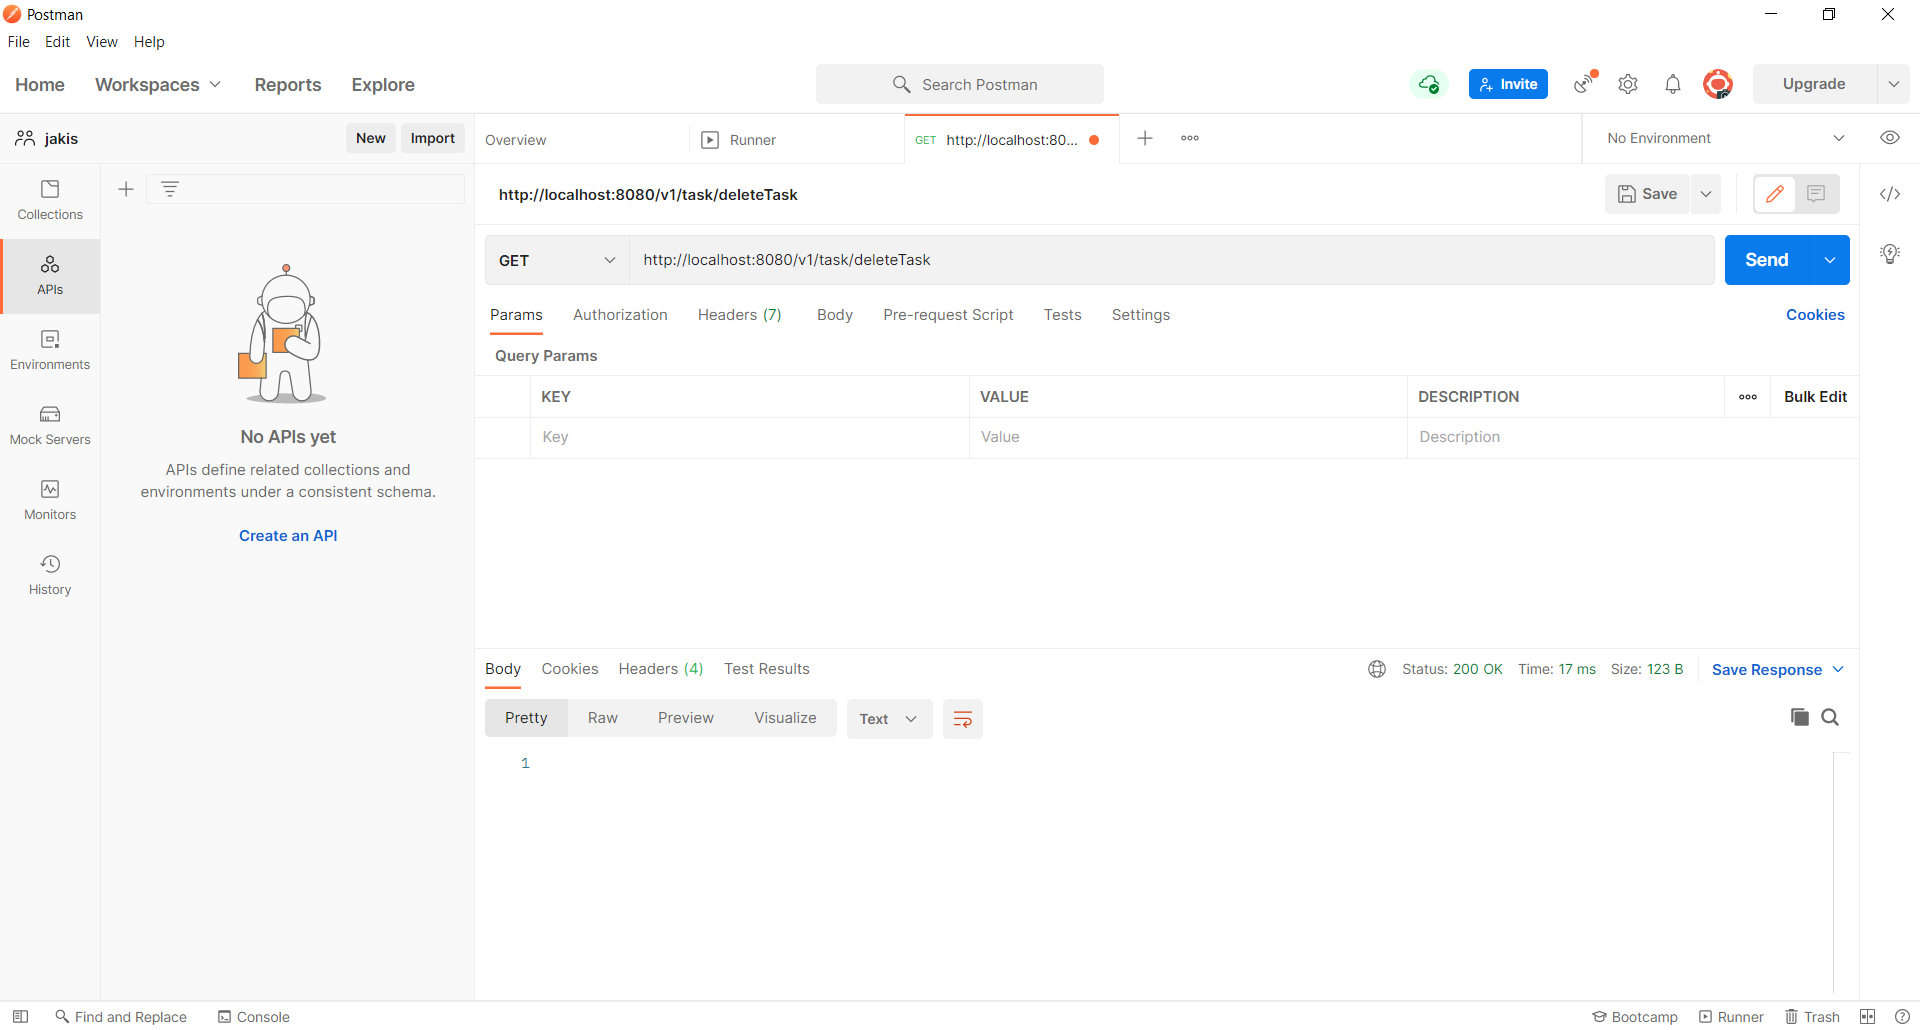 Postman
File Edit View Help
Home Workspaces Reports Explore
Search Postman
Invite
Upgrade
jakis
New Import
Overview
Runner
GET http://localhost:80...
No Environment
Collections
APIs
Environments
Mock Servers
Monitors
History
No APIs yet
APIs define related collections and
environments under a consistent schema.
Create an API
http://localhost:8080/v1/task/deleteTask
Save
GET http://localhost:8080/v1/task/deleteTask
Send
Params Authorization Headers (7) Body Pre-request Script Tests Settings
Cookies
Query Params
KEY VALUE DESCRIPTION
Bulk Edit
Key Value Description
Body Cookies Headers (4) Test Results
Status: 200 OK Time: 17 ms Size: 123 B
Save Response
Pretty Raw Preview Visualize
Text
1
Find and Replace
Console
Bootcamp
Runner
Trash